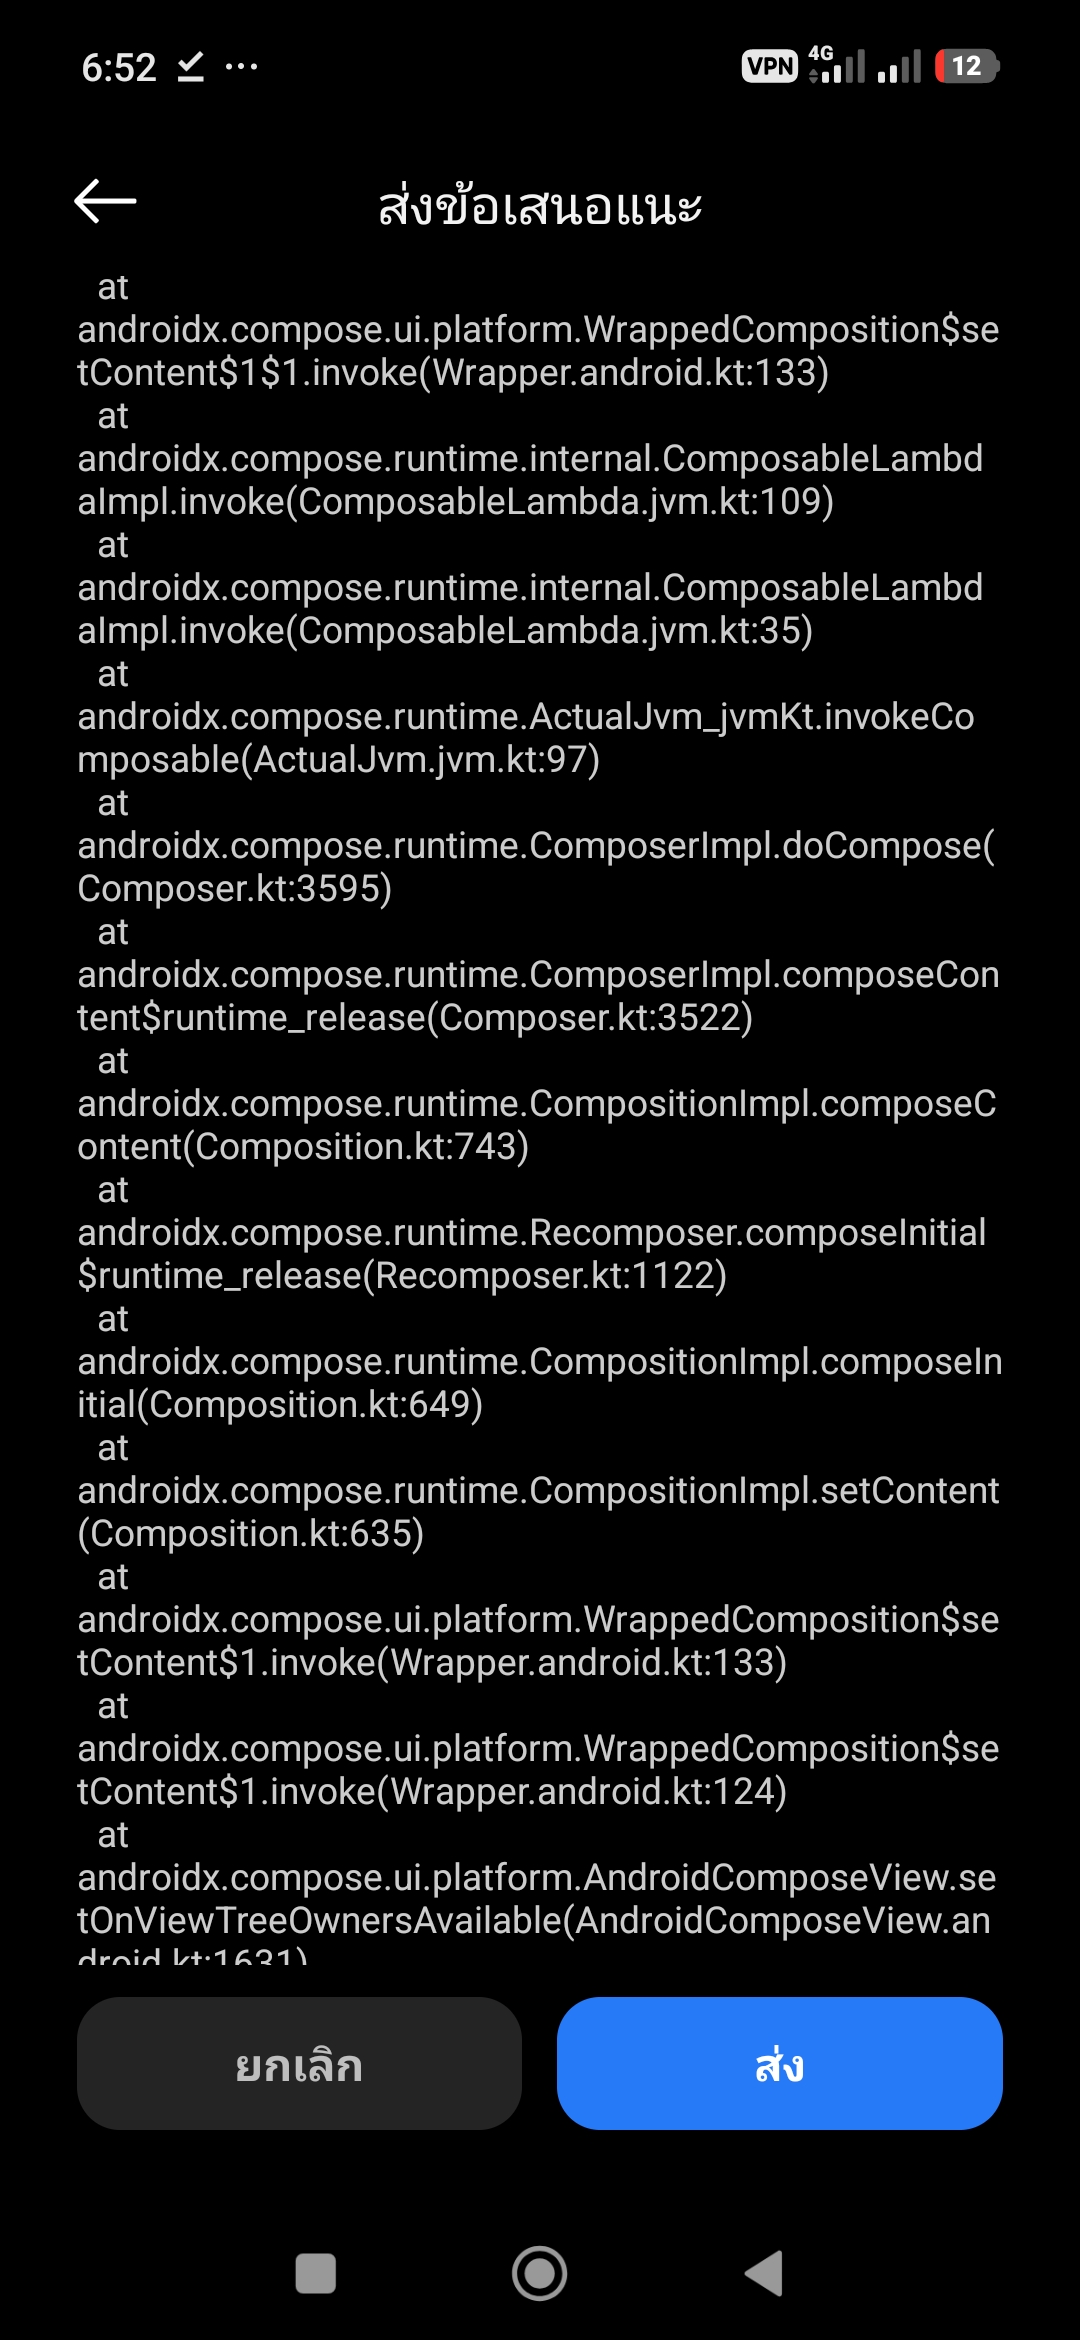 6:52 ...
VPN 4G 12
ส่งข้อเสนอแนะ
at
androidx.compose.ui.platform.WrappedComposition$se
tContent$1$1.invoke(Wrapper.android.kt:133)
at
androidx.compose.runtime.internal.ComposableLambd
aImpl.invoke(ComposableLambda.jvm.kt:109)
at
androidx.compose.runtime.internal.ComposableLambd
aImpl.invoke(ComposableLambda.jvm.kt:35)
at
androidx.compose.runtime.ActualJvm_jvmKt.invokeCo
mposable(ActualJvm.jvm.kt:97)
at
androidx.compose.runtime.ComposerImpl.doCompose(
Composer.kt:3595)
at
androidx.compose.runtime.ComposerImpl.composeCon
tent$runtime_release(Composer.kt:3522)
at
androidx.compose.runtime.CompositionImpl.composeC
ontent(Composition.kt:743)
at
androidx.compose.runtime.Recomposer.composeInitial
$runtime_release(Recomposer.kt:1122)
at
androidx.compose.runtime.CompositionImpl.composeIn
itial(Composition.kt:649)
at
androidx.compose.runtime.CompositionImpl.setContent
(Composition.kt:635)
at
androidx.compose.ui.platform.WrappedComposition$se
tContent$1.invoke(Wrapper.android.kt:133)
at
androidx.compose.ui.platform.WrappedComposition$se
tContent$1.invoke(Wrapper.android.kt:124)
at
androidx.compose.ui.platform.AndroidComposeView.se
tOnViewTreeOwnersAvailable(AndroidComposeView.an
droid.kt:1631)
ยกเลิก
ส่ง